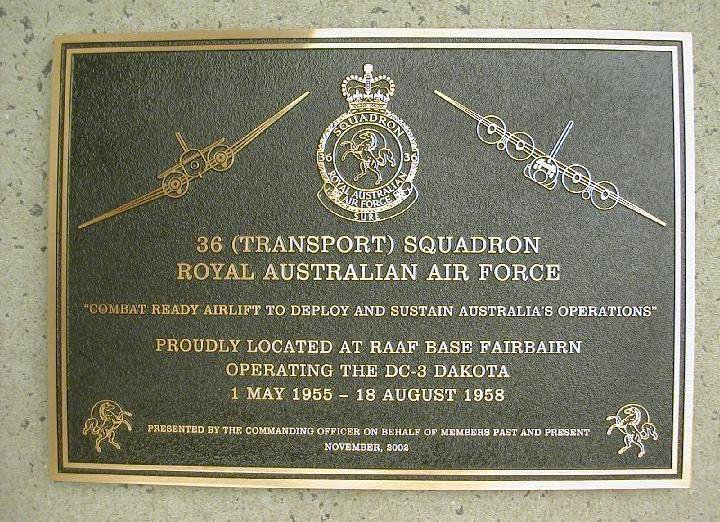 SQUADRON
36 36
ROYAL AUSTRALIAN
AIR FORCE
SURE
36 (TRANSPORT) SQUADRON
ROYAL AUSTRALIAN AIR FORCE
"COMBAT READY AIRLIFT TO DEPLOY AND SUSTAIN AUSTRALIA'S OPERATIONS"
PROUDLY LOCATED AT RAAF BASE FAIRBAIRN
OPERATING THE DC-3 DAKOTA
1 MAY 1955 – 18 AUGUST 1958
PRESENTED BY THE COMMANDING OFFICER ON BEHALF OF MEMBERS PAST AND PRESENT
NOVEMBER, 2002